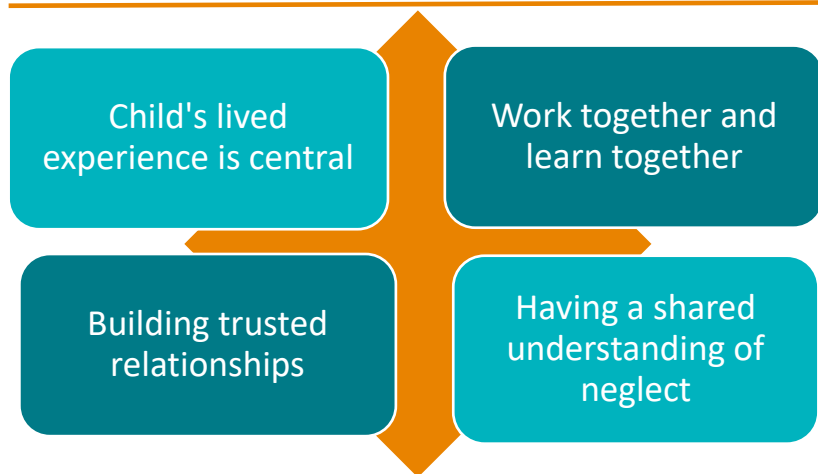 Child's lived
experience is central
Work together and
learn together
Building trusted
relationships
Having a shared
understanding of
neglect